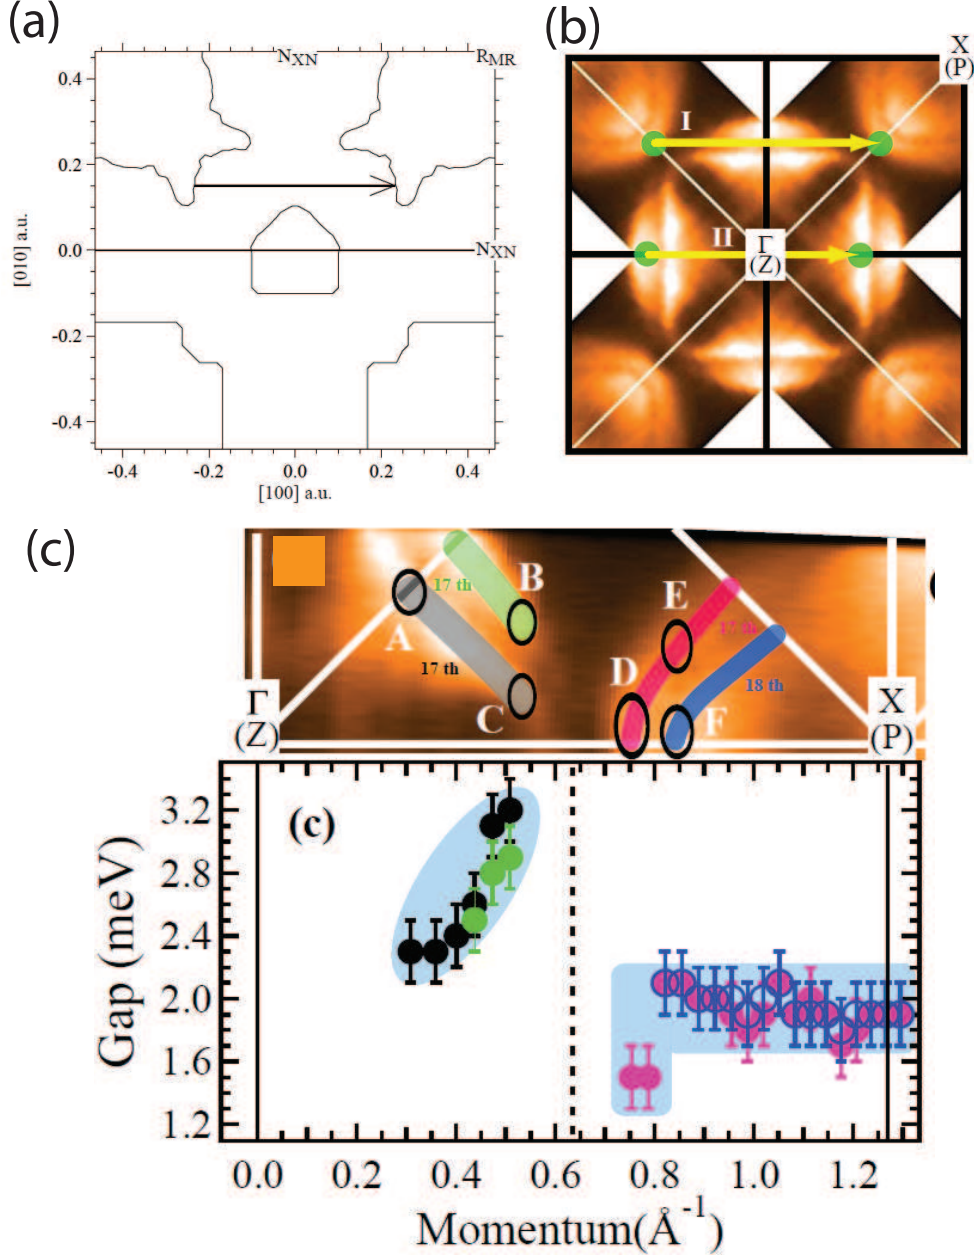 (a)
N_XN
R_MR
0.4
0.2
0.0
N_XN
-0.2
-0.4
[010] a.u.
-0.4 -0.2 0.0 0.2 0.4
[100] a.u.
(b)
X
(P)
I
II
Γ
(Z)
(c)
17 th
B
A
17 th
C
E
17 th
D
F
18 th
Γ
(Z)
X
(P)
(c)
3.2
2.8
2.4
2.0
1.6
1.2
Gap (meV)
0.0 0.2 0.4 0.6 0.8 1.0 1.2
Momentum(Å⁻¹)